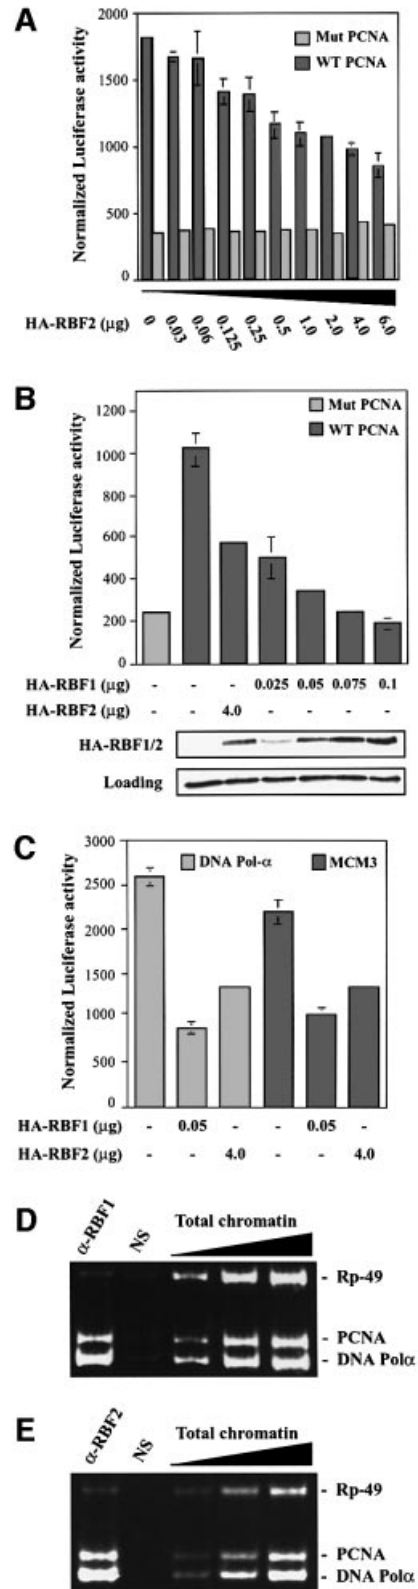 A
Normalized Luciferase activity
2000
1500
1000
500
0
Mut PCNA
WT PCNA
HA-RBF2 (µg)
0 0.03 0.06 0.125 0.25 0.5 1.0 2.0 4.0 6.0
B
Normalized Luciferase activity
1200
1000
800
600
400
200
0
Mut PCNA
WT PCNA
HA-RBF1 (µg) - - - 0.025 0.05 0.075 0.1
HA-RBF2 (µg) - - 4.0 - - - -
HA-RBF1/2
Loading
C
Normalized Luciferase activity
3000
2500
2000
1500
1000
500
0
DNA Pol-α
MCM3
HA-RBF1 (µg) - 0.05 - - 0.05 -
HA-RBF2 (µg) - - 4.0 - - 4.0
D
α-RBF1
NS
Total chromatin
- Rp-49
- PCNA
- DNA Polα
E
α-RBF2
NS
Total chromatin
- Rp-49
- PCNA
- DNA Polα